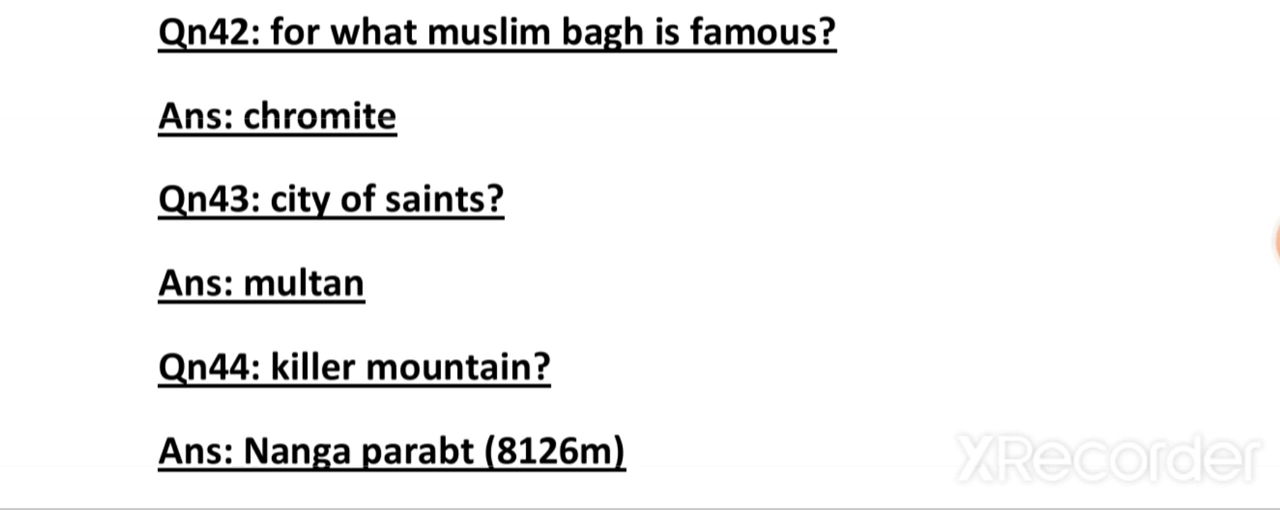 Qn42: for what muslim bagh is famous?
Ans: chromite
Qn43: city of saints?
Ans: multan
Qn44: killer mountain?
Ans: Nanga parabt (8126m)
XRecorder